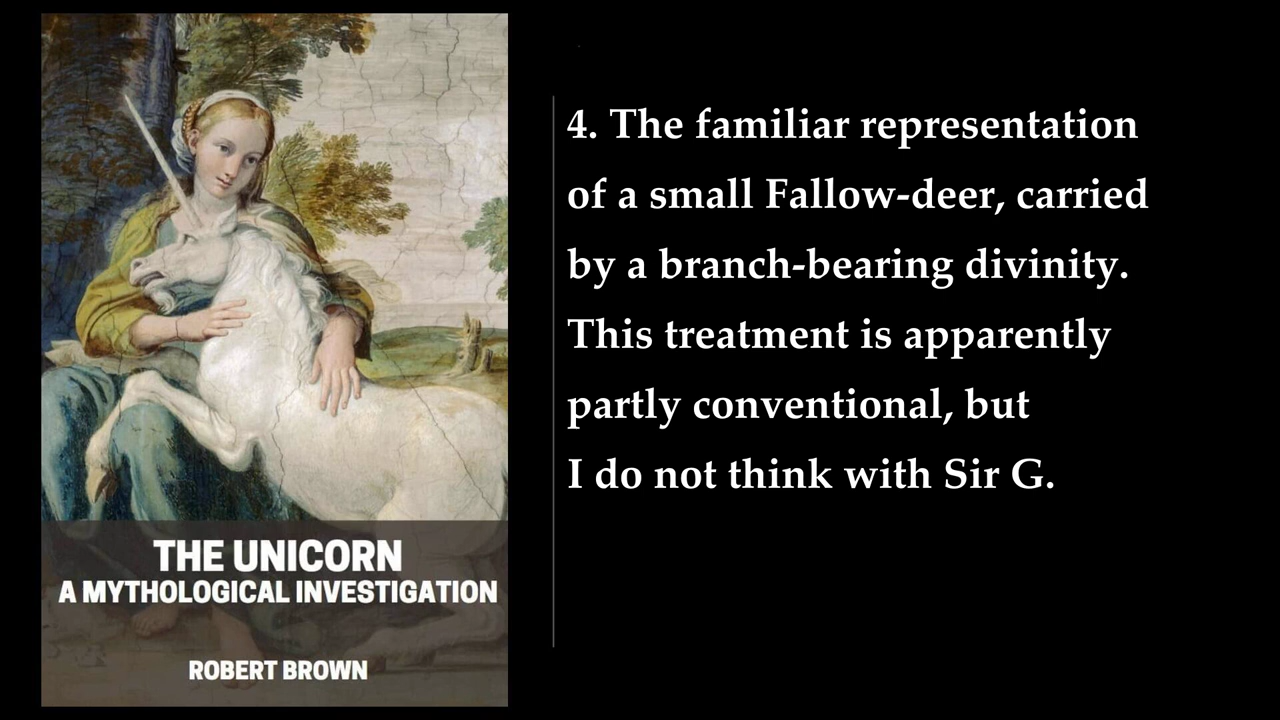 THE UNICORN
A MYTHOLOGICAL INVESTIGATION
ROBERT BROWN
4. The familiar representation
of a small Fallow-deer, carried
by a branch-bearing divinity.
This treatment is apparently
partly conventional, but
I do not think with Sir G.